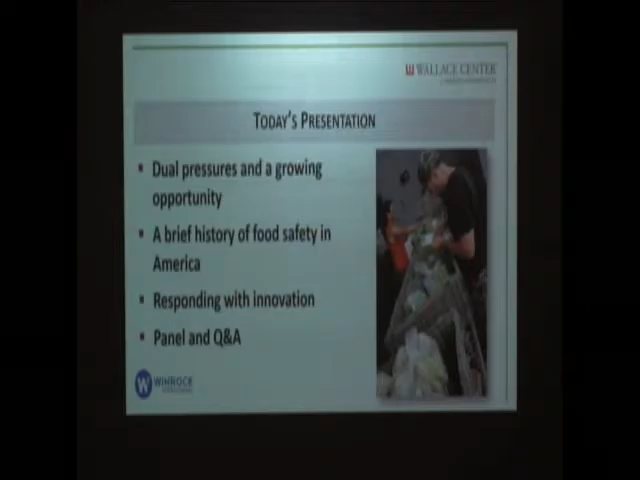 WALLACE CENTER
TODAY'S PRESENTATION
▪ Dual pressures and a growing
opportunity
▪ A brief history of food safety in
America
▪ Responding with innovation
▪ Panel and Q&A
W WINROCK